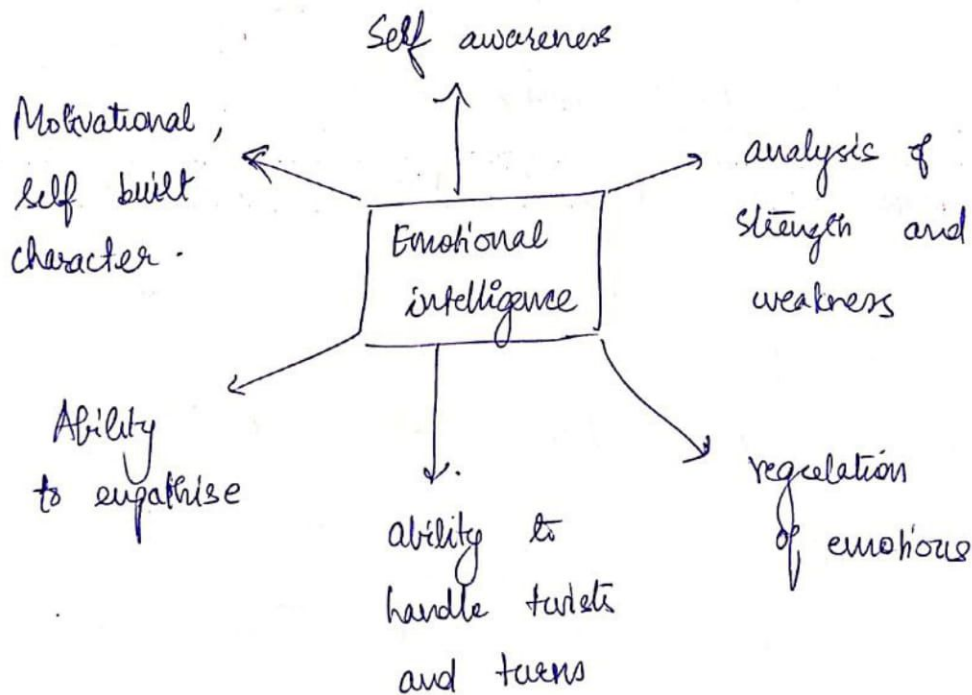 Self awareness
Motivational,
self built
character.
analysis of
strength and
weakness
Emotional
intelligence
Ability
to empathise
regulation
of emotions
ability to
handle twists
and turns